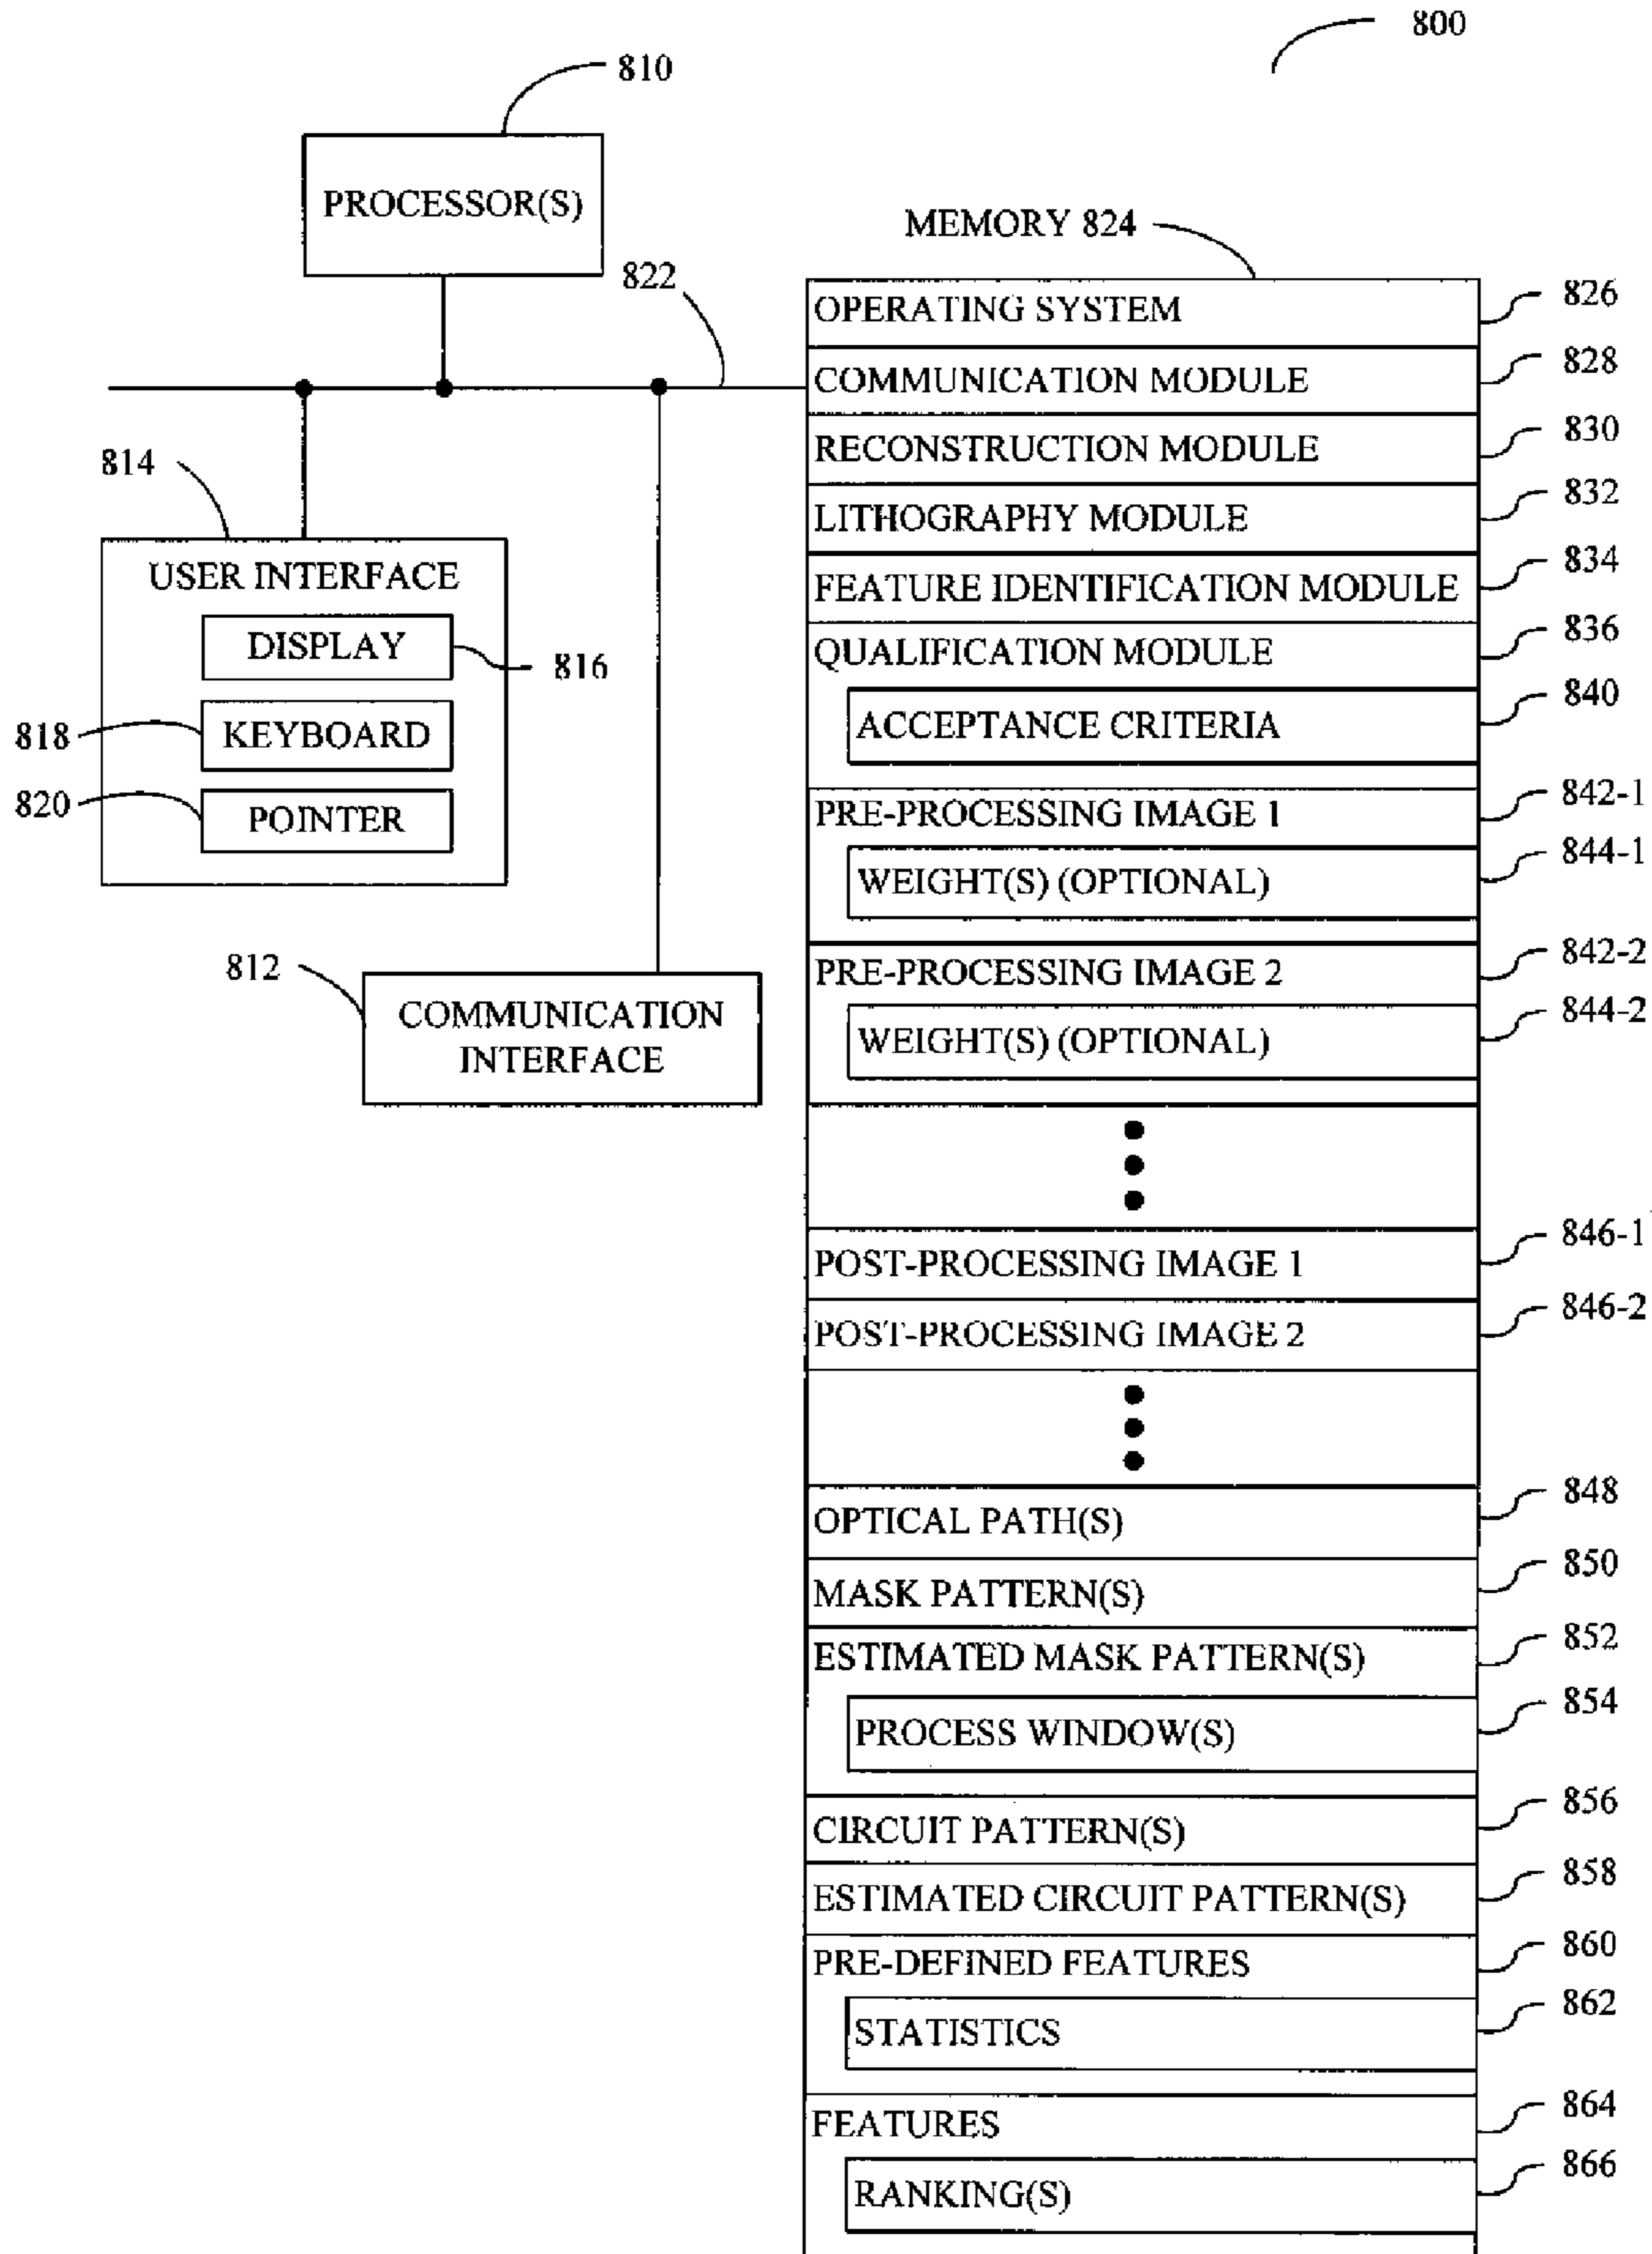 800
810
PROCESSOR(S)
MEMORY 824
822
OPERATING SYSTEM
826
COMMUNICATION MODULE
828
RECONSTRUCTION MODULE
830
LITHOGRAPHY MODULE
832
FEATURE IDENTIFICATION MODULE
834
QUALIFICATION MODULE
836
ACCEPTANCE CRITERIA
840
814
USER INTERFACE
DISPLAY
816
818
KEYBOARD
820
POINTER
812
COMMUNICATION
INTERFACE
PRE-PROCESSING IMAGE 1
842-1
WEIGHT(S) (OPTIONAL)
844-1
PRE-PROCESSING IMAGE 2
842-2
WEIGHT(S) (OPTIONAL)
844-2
POST-PROCESSING IMAGE 1
846-1
POST-PROCESSING IMAGE 2
846-2
OPTICAL PATH(S)
848
MASK PATTERN(S)
850
ESTIMATED MASK PATTERN(S)
852
PROCESS WINDOW(S)
854
CIRCUIT PATTERN(S)
856
ESTIMATED CIRCUIT PATTERN(S)
858
PRE-DEFINED FEATURES
860
STATISTICS
862
FEATURES
864
RANKING(S)
866